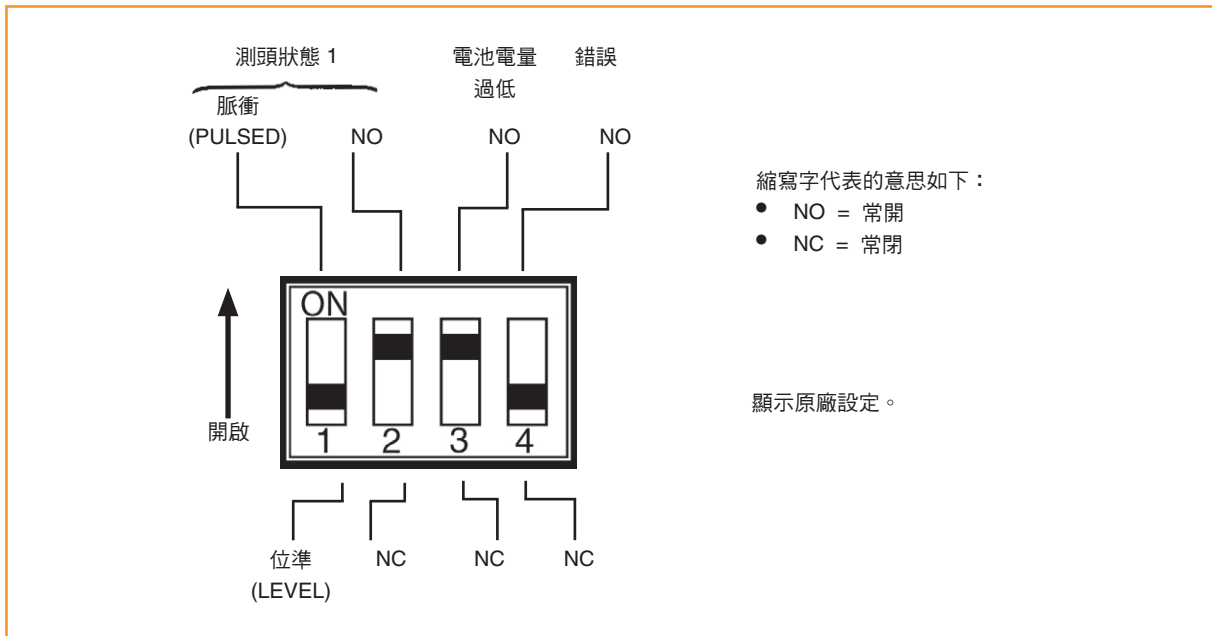 測頭狀態 1
電池電量
過低
錯誤
脈衝
(PULSED)
NO
NO
NO
縮寫字代表的意思如下：
• NO = 常開
• NC = 常閉
ON
1
2
3
4
開啟
顯示原廠設定。
位準
(LEVEL)
NC
NC
NC